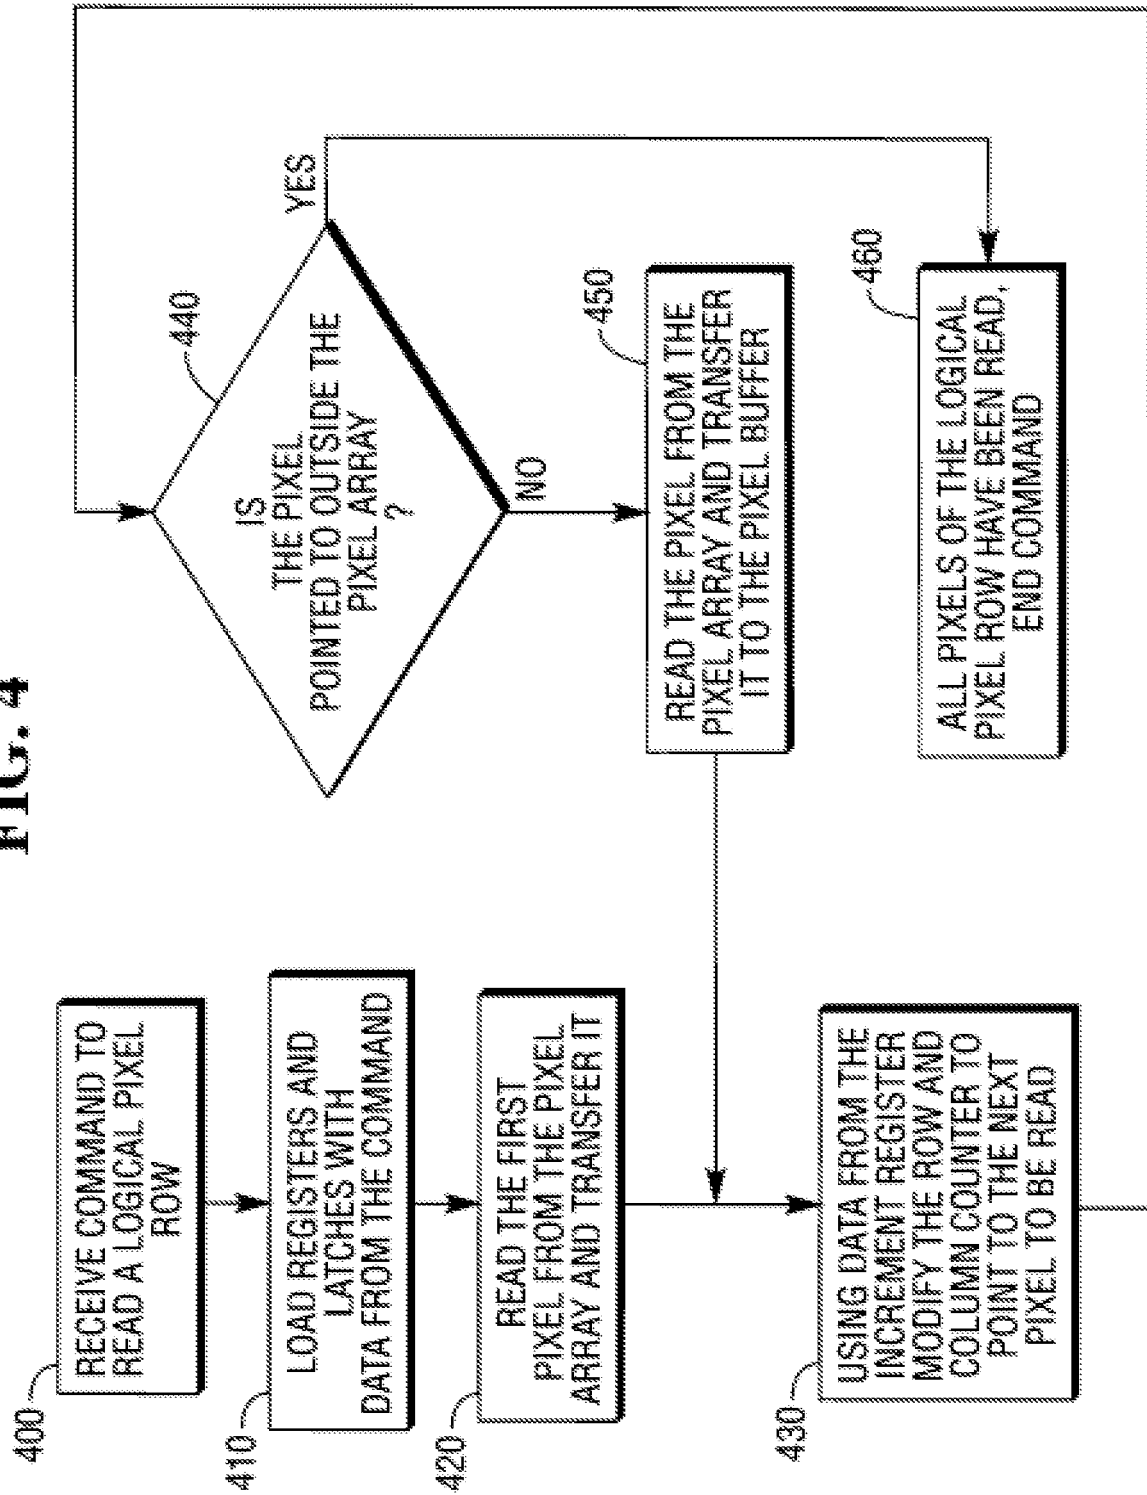 FIG. 4
400
RECEIVE COMMAND TO
READ A LOGICAL PIXEL
ROW
410
LOAD REGISTERS AND
LATCHES WITH
DATA FROM THE COMMAND
420
READ THE FIRST
PIXEL FROM THE PIXEL
ARRAY AND TRANSFER IT
430
USING DATA FROM THE
INCREMENT REGISTER
MODIFY THE ROW AND
COLUMN COUNTER TO
POINT TO THE NEXT
PIXEL TO BE READ
440
IS
THE PIXEL
POINTED TO OUTSIDE THE
PIXEL ARRAY
?
YES
NO
450
READ THE PIXEL FROM THE
PIXEL ARRAY AND TRANSFER
IT TO THE PIXEL BUFFER
460
ALL PIXELS OF THE LOGICAL
PIXEL ROW HAVE BEEN READ,
END COMMAND